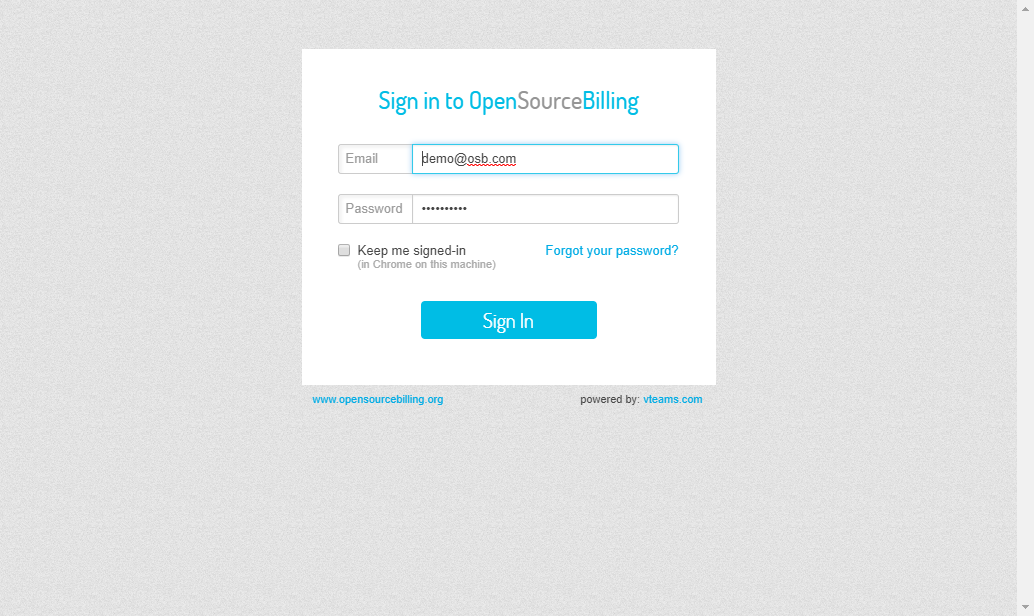 Sign in to OpenSourceBilling
Email demo@osb.com
Password ••••••••••
Keep me signed-in Forgot your password?
(in Chrome on this machine)
Sign In
www.opensourcebilling.org powered by: vteams.com